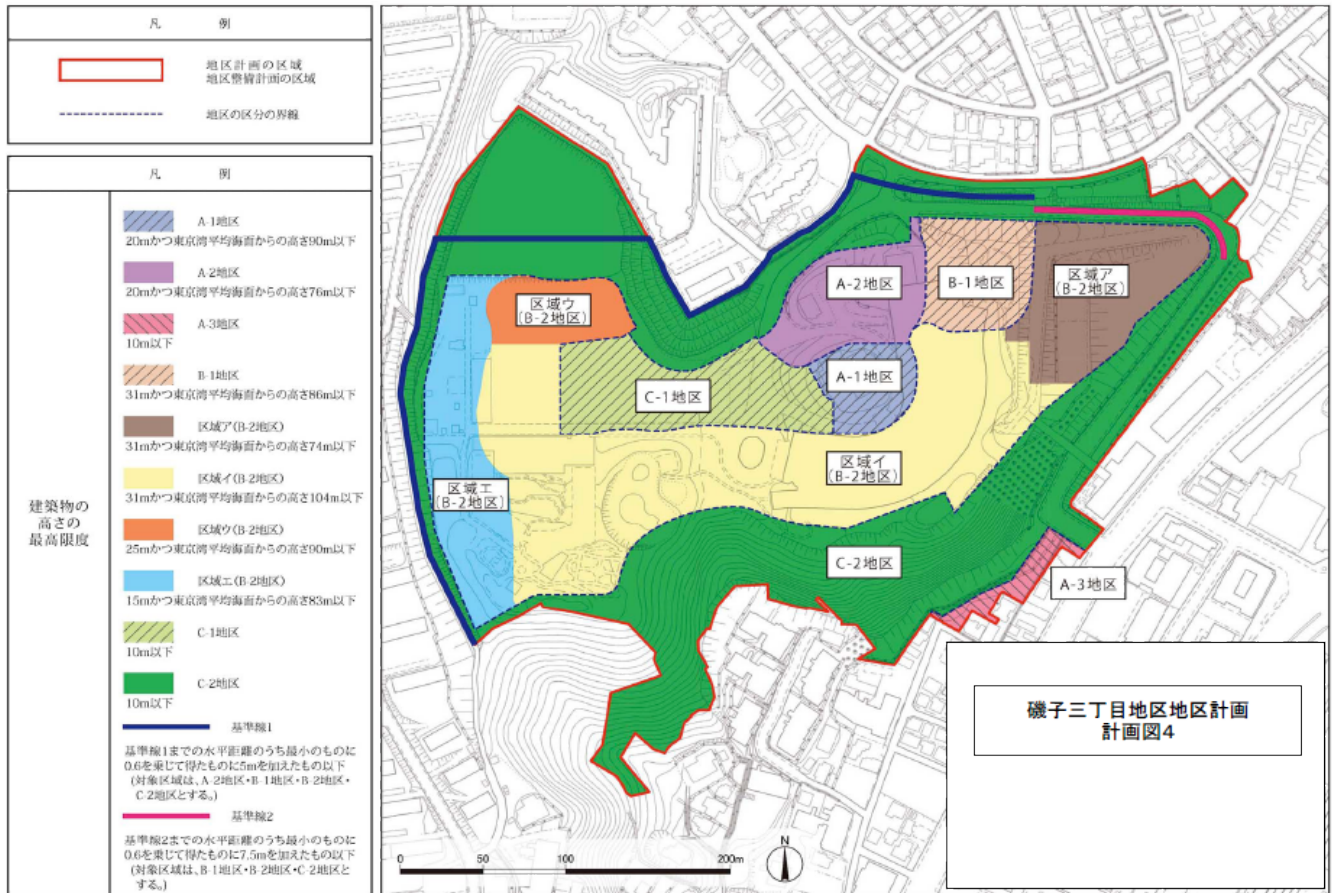 凡 例
地区計画の区域
地区整備計画の区域
地区の区分の界線
凡 例
建築物の
高さの
最高限度
A-1地区
20mかつ東京湾平均海面からの高さ90m以下
A-2地区
20mかつ東京湾平均海面からの高さ76m以下
A-3地区
10m以下
B-1地区
31mかつ東京湾平均海面からの高さ86m以下
区域ア(B-2地区)
31mかつ東京湾平均海面からの高さ74m以下
区域イ(B-2地区)
31mかつ東京湾平均海面からの高さ104m以下
区域ウ(B-2地区)
25mかつ東京湾平均海面からの高さ90m以下
区域エ(B-2地区)
15mかつ東京湾平均海面からの高さ83m以下
C-1地区
10m以下
C-2地区
10m以下
基準線1
基準線1までの水平距離のうち最小のものに
0.6を乗じて得たものに5mを加えたもの以下
(対象区域は、A-2地区・B-1地区・B-2地区・
C-2地区とする。)
基準線2
基準線2までの水平距離のうち最小のものに
0.6を乗じて得たものに7.5mを加えたもの以下
(対象区域は、B-1地区・B-2地区・C-2地区と
する。)
区域ウ
(B-2地区)
A-2地区
B-1地区
区域ア
(B-2地区)
C-1地区
A-1地区
区域イ
(B-2地区)
区域エ
(B-2地区)
C-2地区
A-3地区
磯子三丁目地区地区計画
計画図4
0 50 100 200m
N